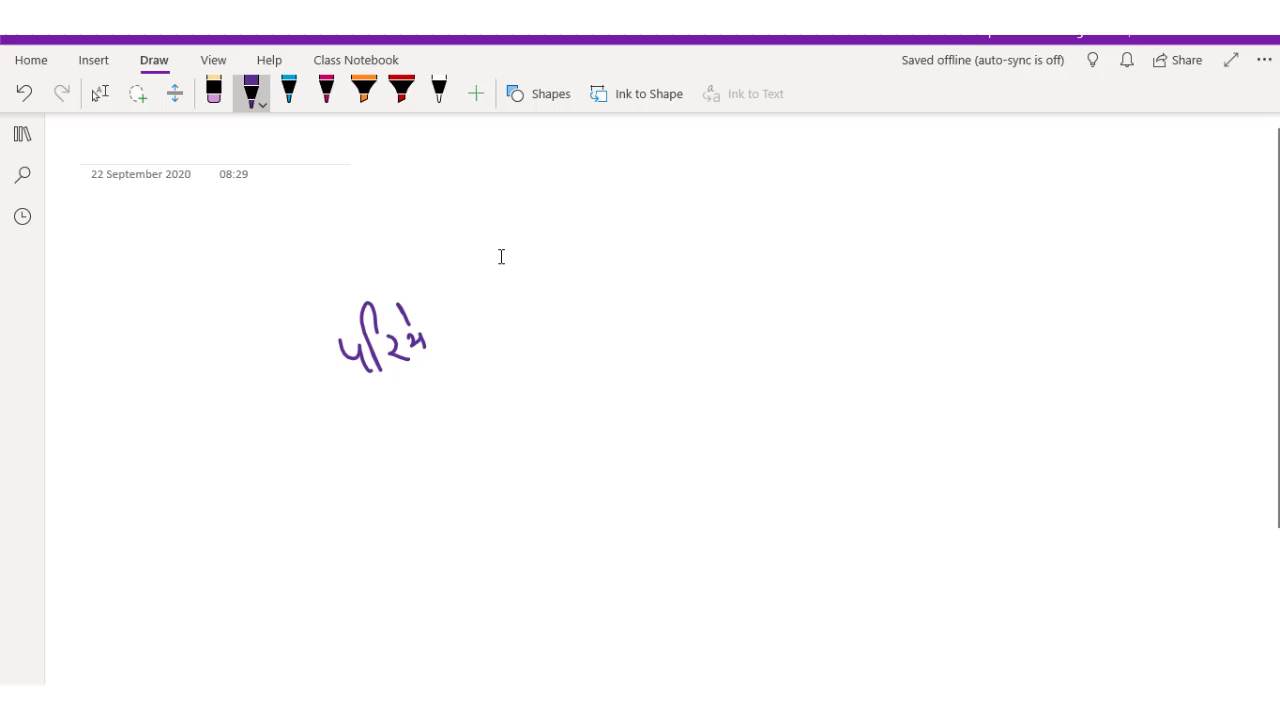 Home Insert Draw View Help Class Notebook Saved offline (auto-sync is off) Share
Shapes Ink to Shape Ink to Text
22 September 2020 08:29